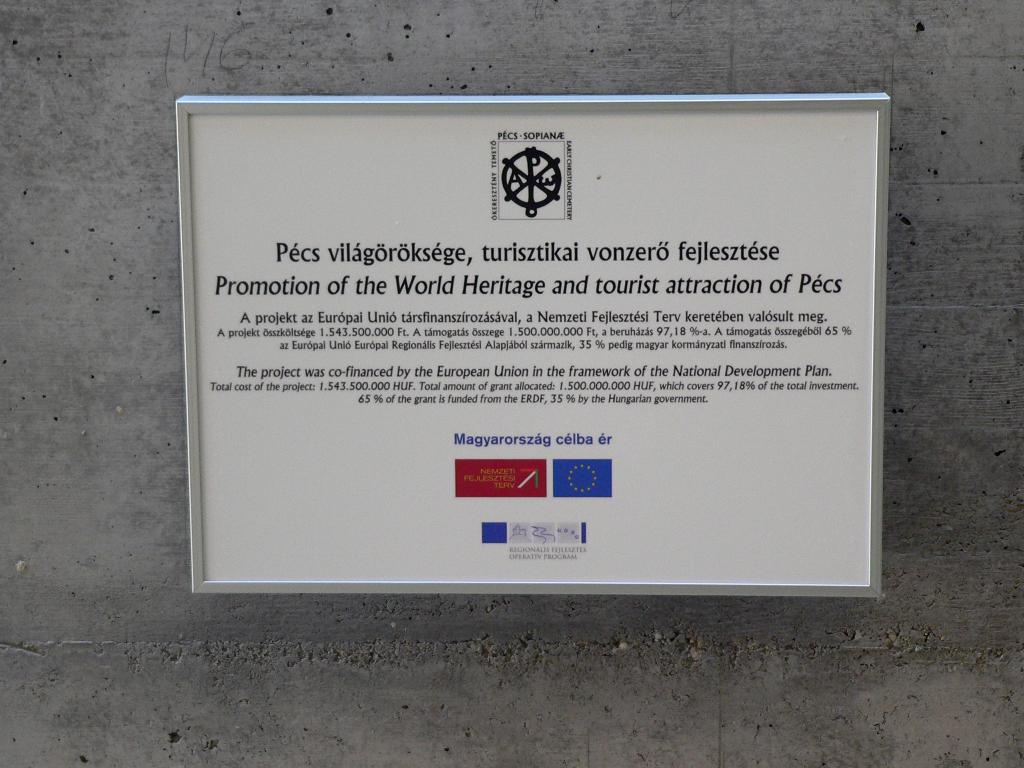 PÉCS · SOPIANÆ
ŐKERESZTÉNY TEMETŐ
EARLY CHRISTIAN CEMETERY
Pécs világöröksége, turisztikai vonzerő fejlesztése
Promotion of the World Heritage and tourist attraction of Pécs
A projekt az Európai Unió társfinanszírozásával, a Nemzeti Fejlesztési Terv keretében valósult meg.
A projekt összköltsége 1.543.500.000 Ft. A támogatás összege 1.500.000.000 Ft, a beruházás 97,18 %-a. A támogatás összegéből 65 %
az Európai Unió Európai Regionális Fejlesztési Alapjából származik, 35 % pedig magyar kormányzati finanszírozás.
The project was co-financed by the European Union in the framework of the National Development Plan.
Total cost of the project: 1.543.500.000 HUF. Total amount of grant allocated: 1.500.000.000 HUF, which covers 97,18% of the total investment.
65 % of the grant is funded from the ERDF, 35 % by the Hungarian government.
Magyarország célba ér
NEMZETI
FEJLESZTÉSI
TERV
REGIONÁLIS FEJLESZTÉS
OPERATÍV PROGRAM